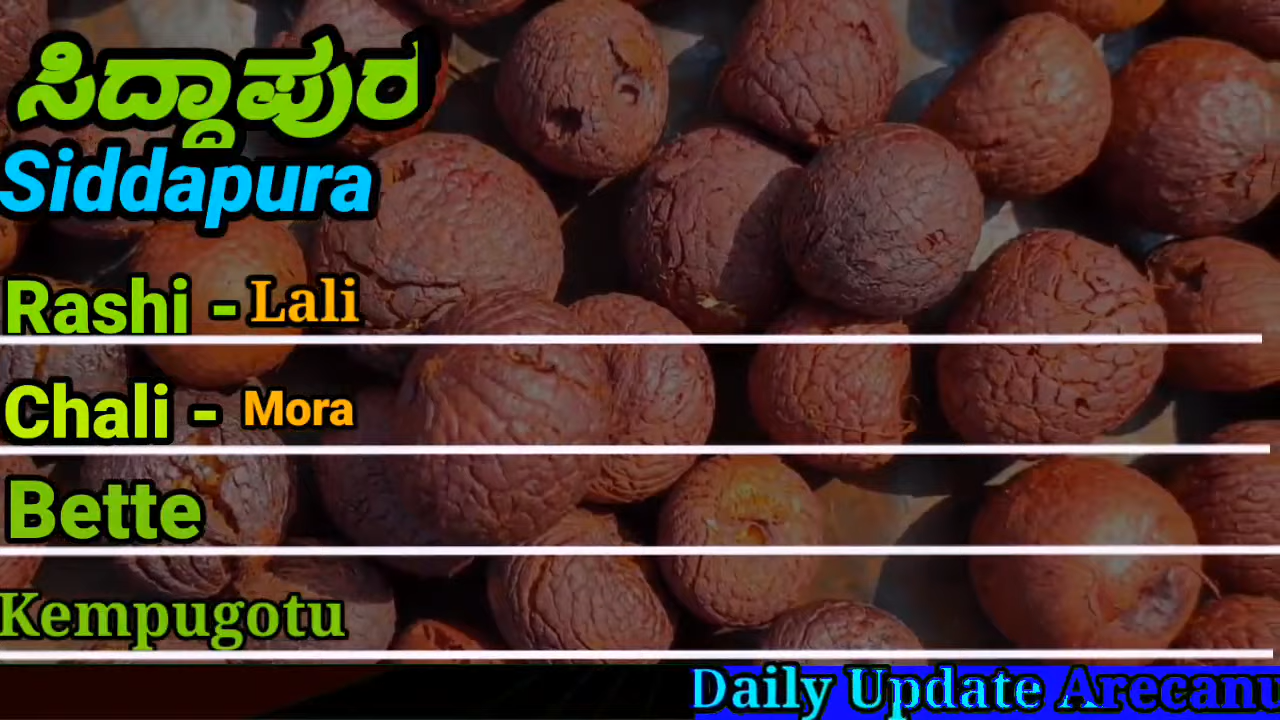 ಸಿದ್ದಾಪುರ
Siddapura
Rashi - Lali
Chali - Mora
Bette
Kempugotu
Daily Update Arecanu